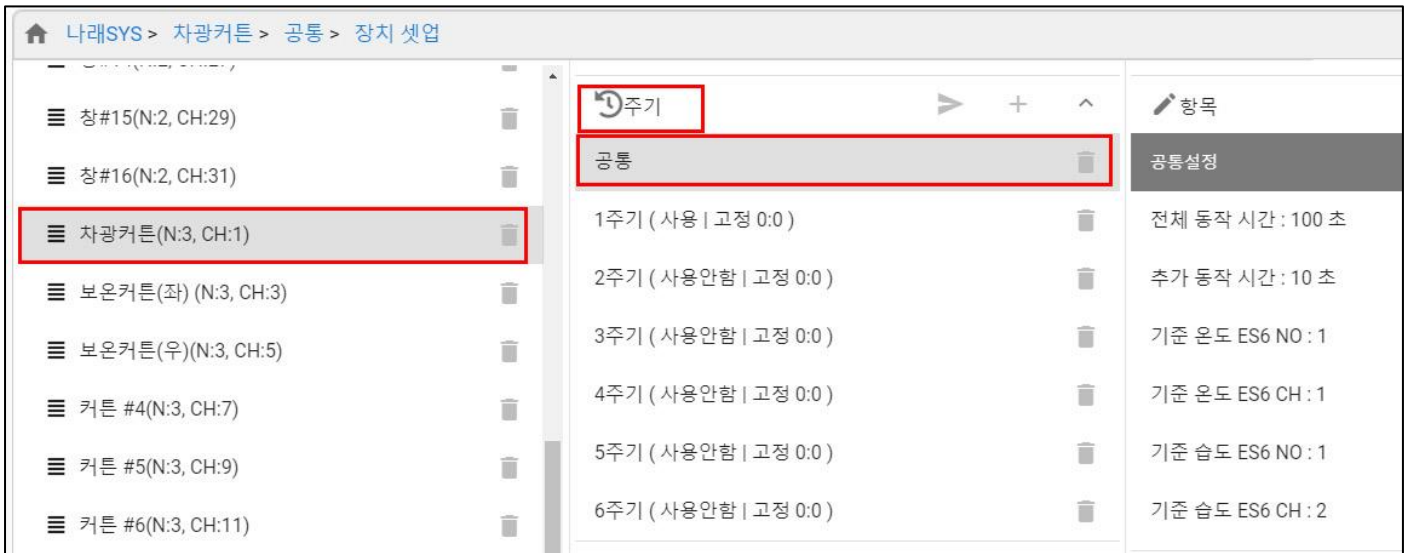 나래SYS > 차광커튼 > 공통 > 장치 셋업
창#15(N:2, CH:29)
창#16(N:2, CH:31)
차광커튼(N:3, CH:1)
보온커튼(좌) (N:3, CH:3)
보온커튼(우)(N:3, CH:5)
커튼 #4(N:3, CH:7)
커튼 #5(N:3, CH:9)
커튼 #6(N:3, CH:11)
주기
공통
1주기 ( 사용 | 고정 0:0 )
2주기 ( 사용안함 | 고정 0:0 )
3주기 ( 사용안함 | 고정 0:0 )
4주기 ( 사용안함 | 고정 0:0 )
5주기 ( 사용안함 | 고정 0:0 )
6주기 ( 사용안함 | 고정 0:0 )
항목
공통설정
전체 동작 시간 : 100 초
추가 동작 시간 : 10 초
기준 온도 ES6 NO : 1
기준 온도 ES6 CH : 1
기준 습도 ES6 NO : 1
기준 습도 ES6 CH : 2